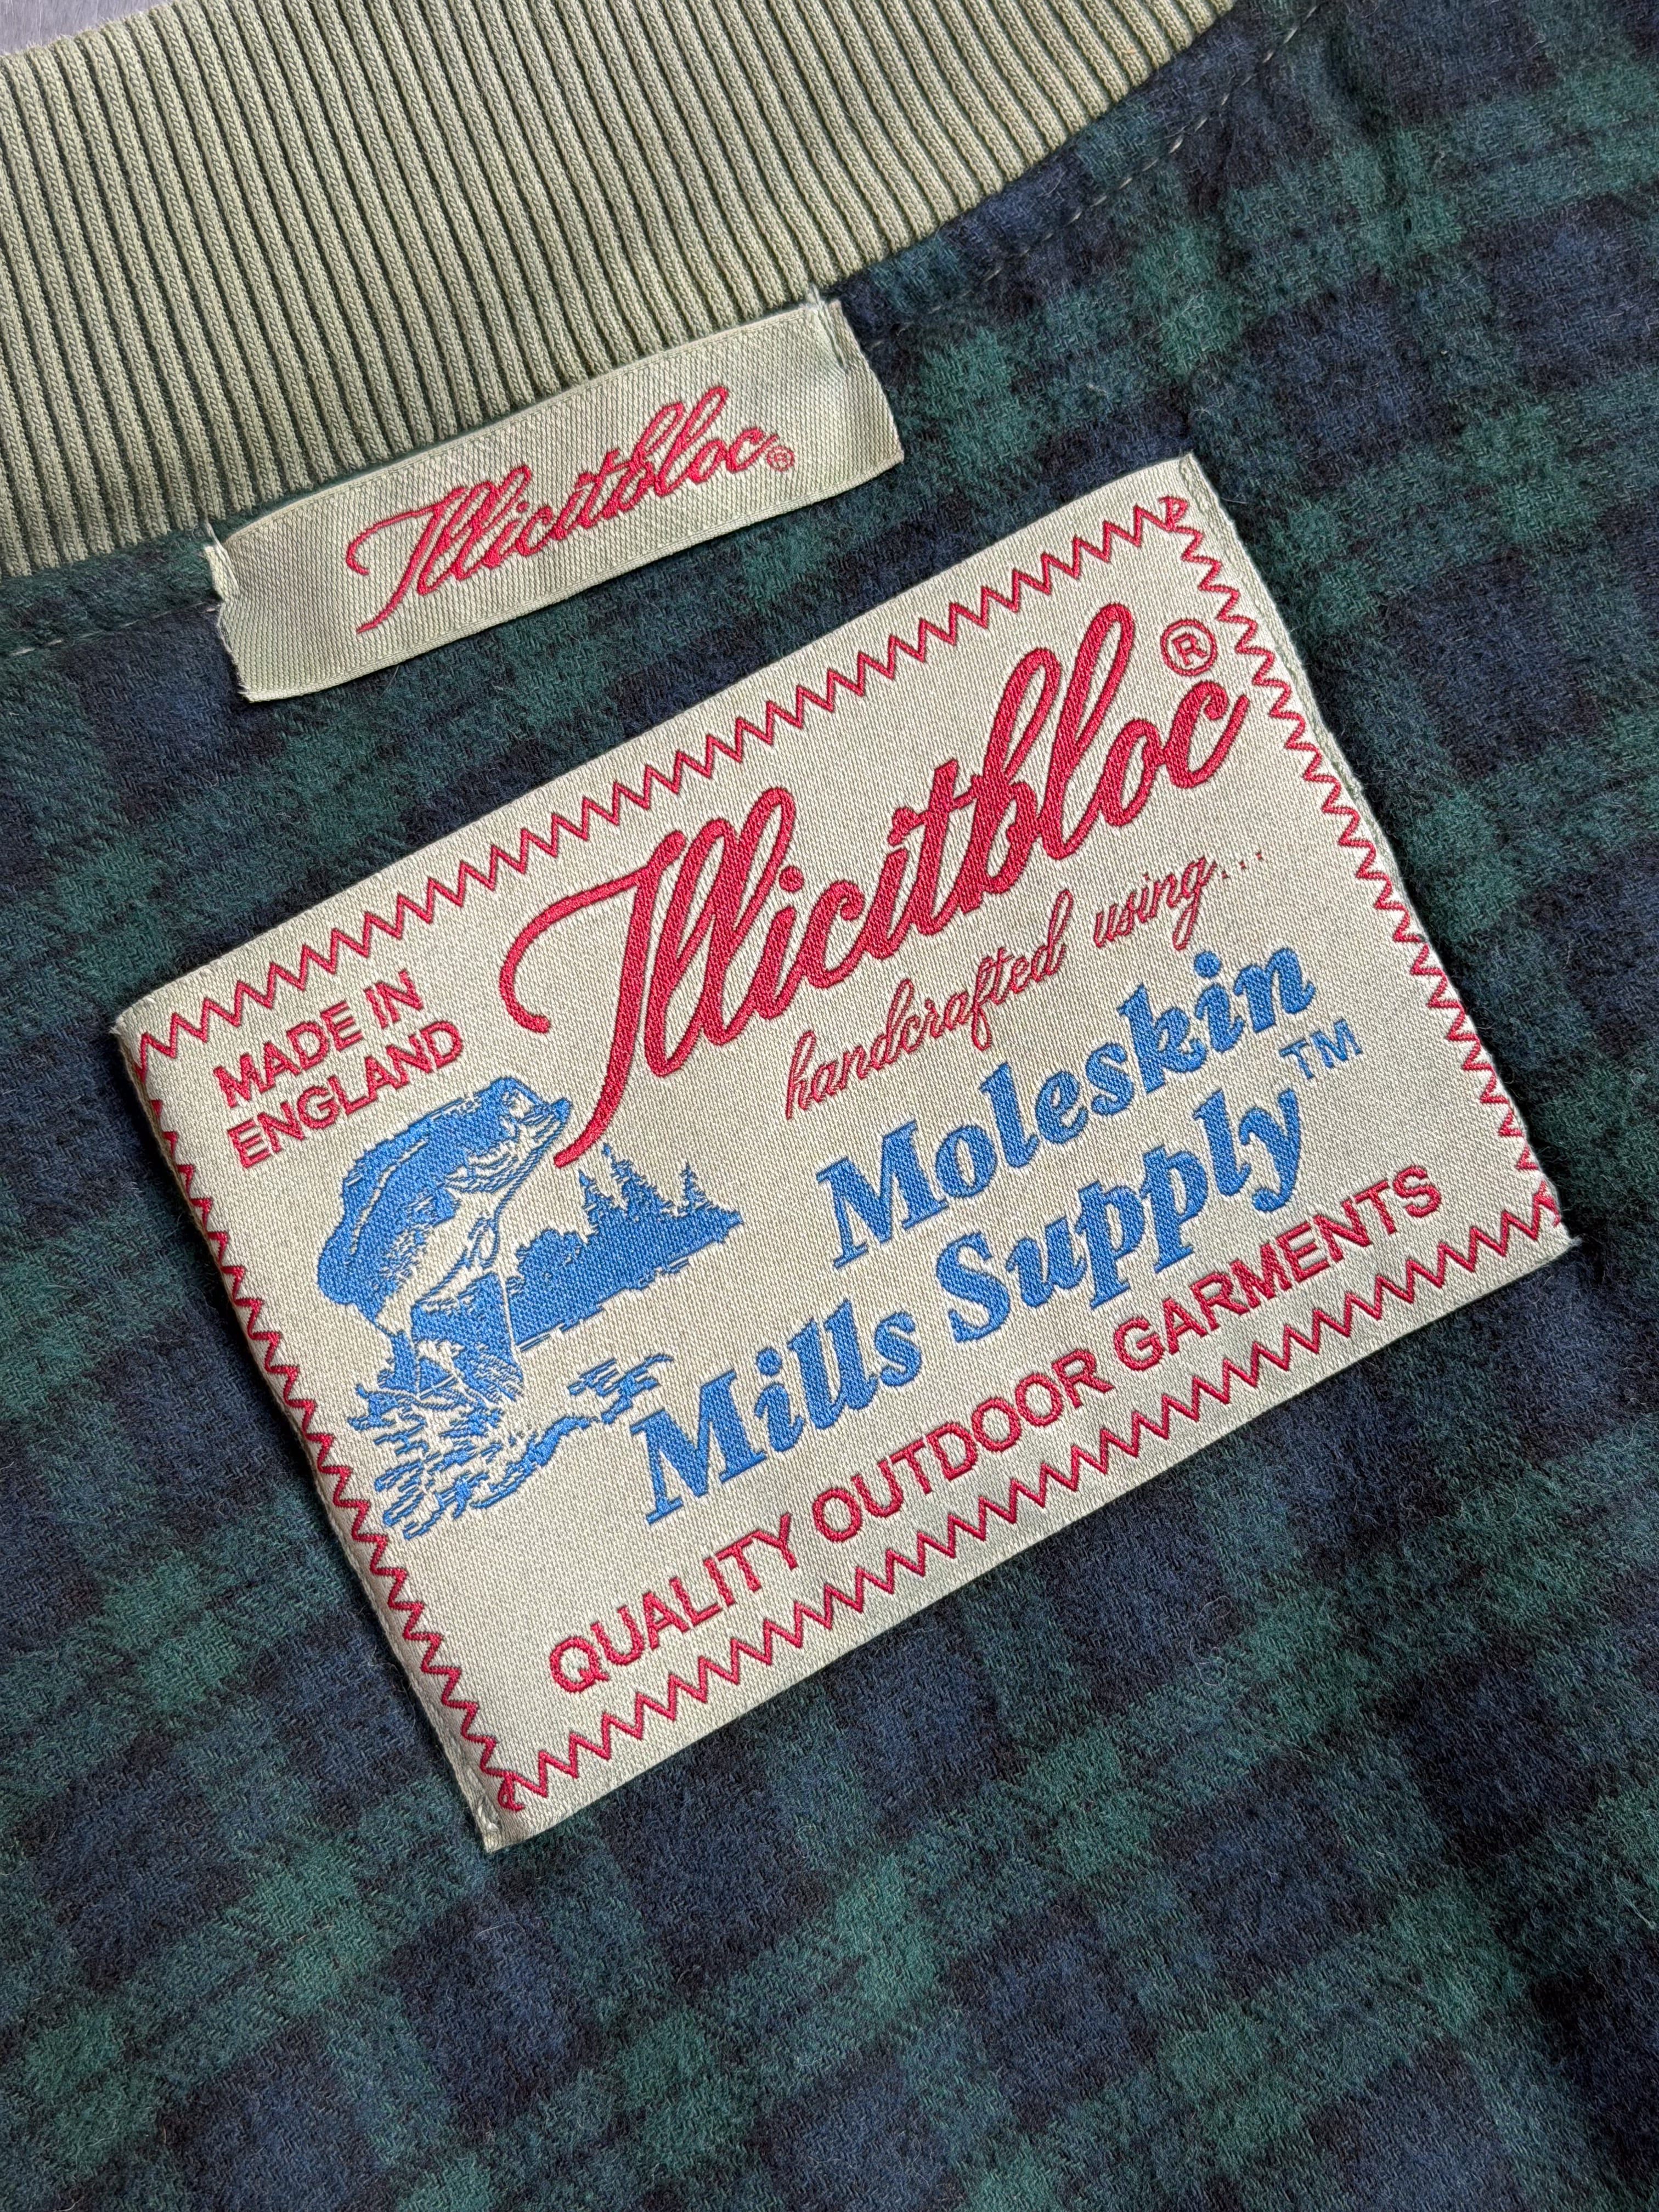 Illicitbloc®
MADE IN
ENGLAND
Illicitbloc®
handcrafted using...
Moleskin
Mills Supply™
QUALITY OUTDOOR GARMENTS